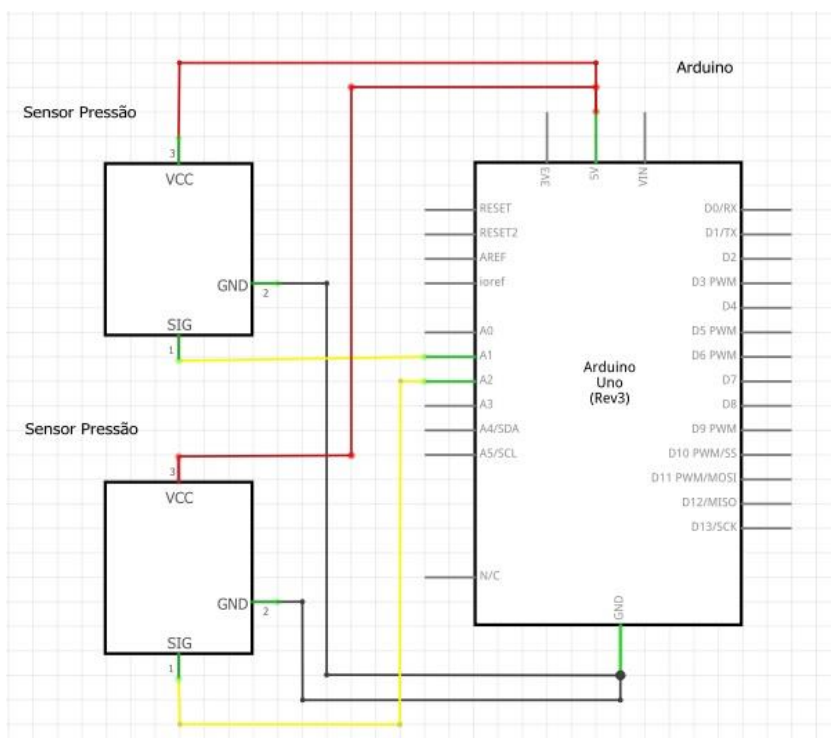 Arduino
Sensor Pressão
3
VCC
GND
2
SIG
1
Sensor Pressão
3
VCC
GND
2
SIG
1
3V3
5V
VIN
RESET
RESET2
AREF
ioref
A0
A1
A2
A3
A4/SDA
A5/SCL
N/C
Arduino
Uno
(Rev3)
D0/RX
D1/TX
D2
D3 PWM
D4
D5 PWM
D6 PWM
D7
D8
D9 PWM
D10 PWM/SS
D11 PWM/MOSI
D12/MISO
D13/SCK
GND